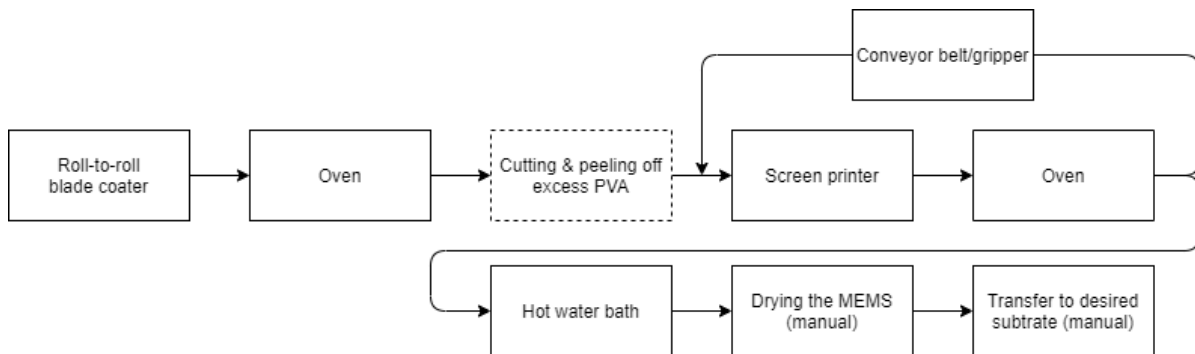 Conveyor belt/gripper
Roll-to-roll
blade coater
Oven
Cutting & peeling off
excess PVA
Screen printer
Oven
Hot water bath
Drying the MEMS
(manual)
Transfer to desired
subtrate (manual)